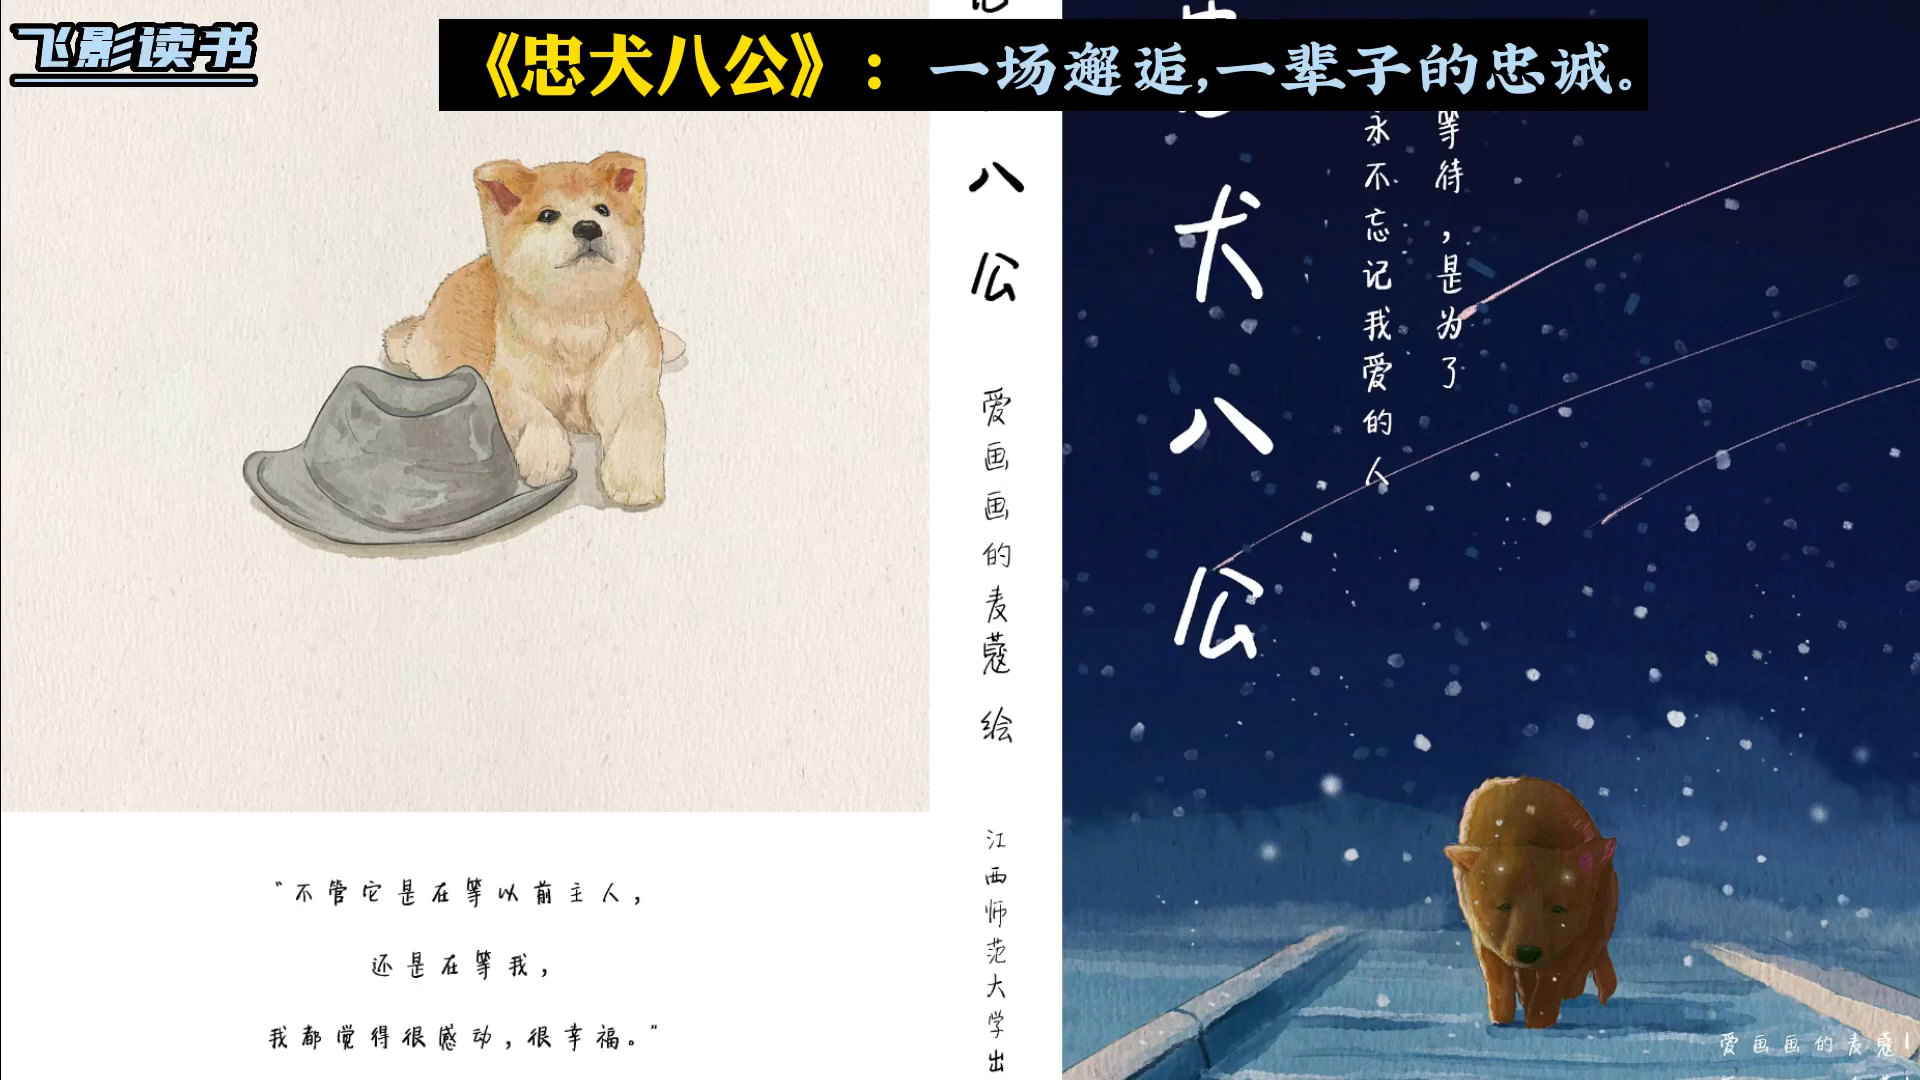 飞影读书
《忠犬八公》:一场邂逅,一辈子的忠诚。
"不管它是在等以前主人,
还是在等我,
我都觉得很感动,很幸福。"
八公
爱画画的麦蔻 绘
江西师范大学出
犬八公
等待,是为了
永不忘记我爱的人
爱画画的麦蔻